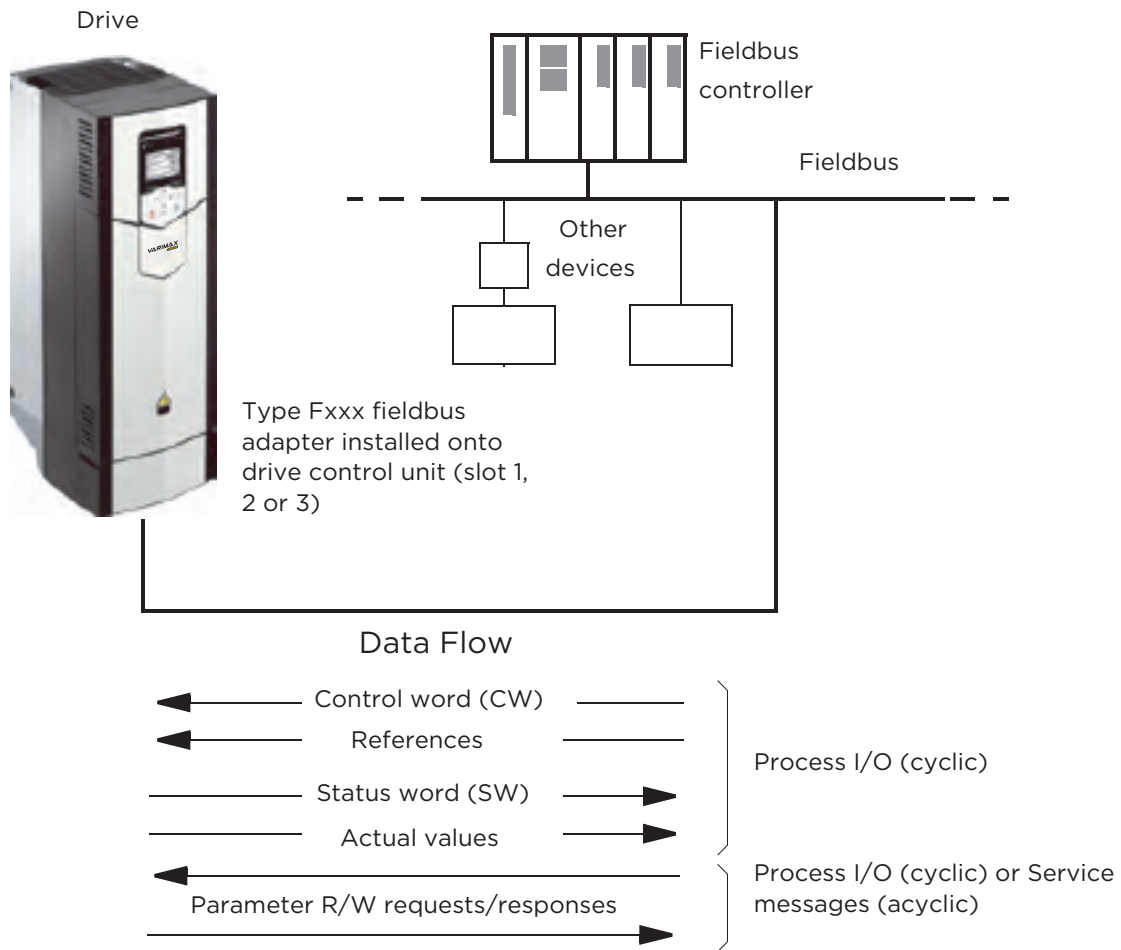 Drive
Fieldbus
controller
Fieldbus
Other
devices
VARIMAX
Type Fxxx fieldbus
adapter installed onto
drive control unit (slot 1,
2 or 3)
Data Flow
Control word (CW)
References
Status word (SW)
Actual values
Process I/O (cyclic)
Parameter R/W requests/responses
Process I/O (cyclic) or Service
messages (acyclic)